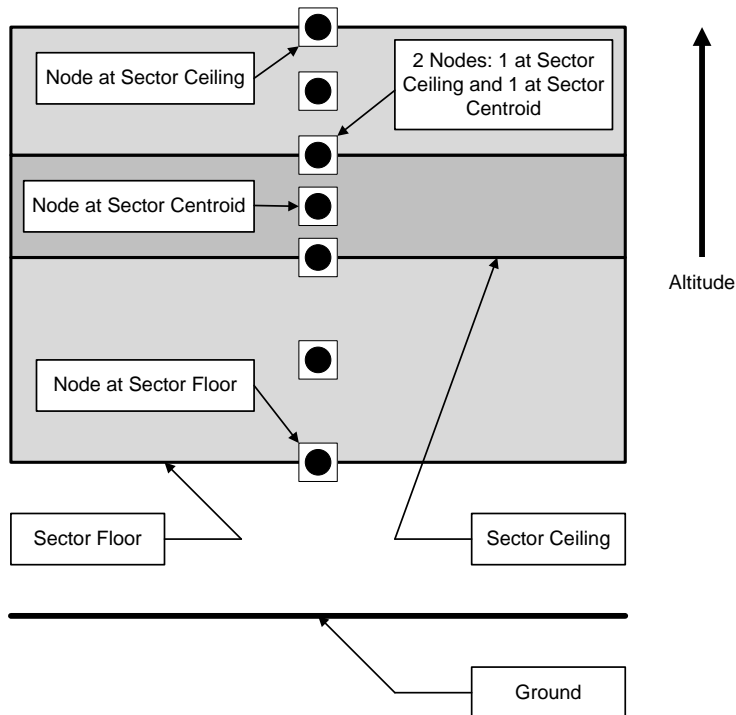 Node at Sector Ceiling
2 Nodes: 1 at Sector
Ceiling and 1 at Sector
Centroid
Node at Sector Centroid
Altitude
Node at Sector Floor
Sector Floor
Sector Ceiling
Ground